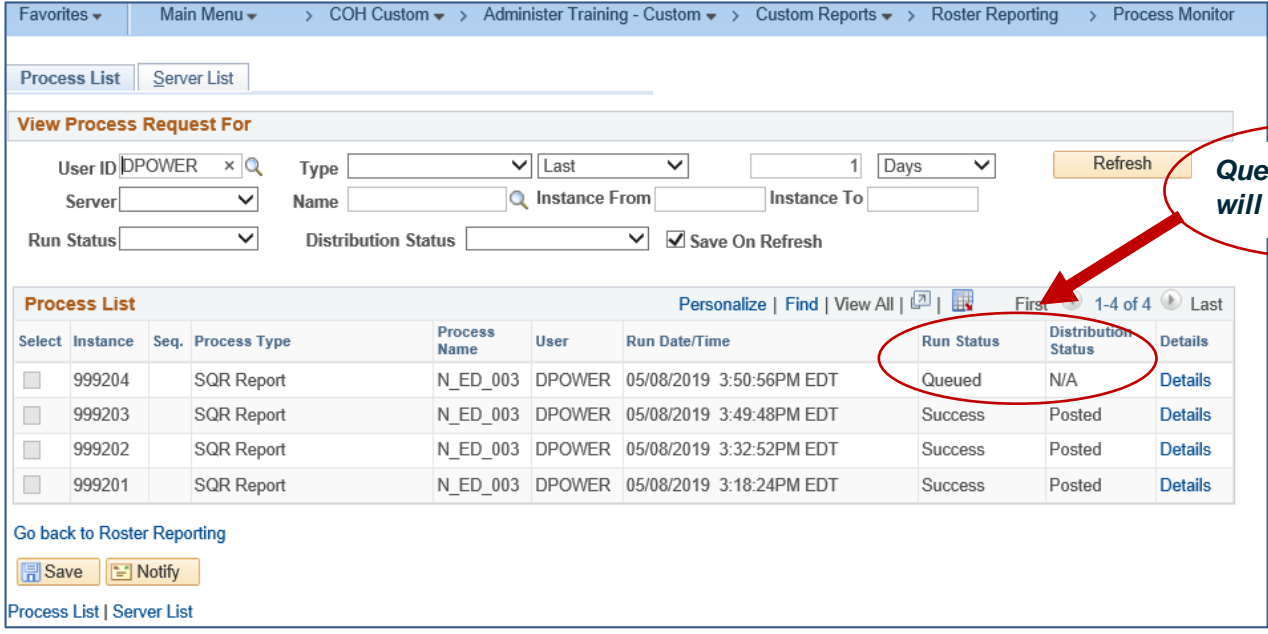 Favorites Main Menu > COH Custom > Administer Training - Custom > Custom Reports > Roster Reporting > Process Monitor
Process List Server List
View Process Request For
User ID DPOWER × Type Last 1 Days Refresh
Server Name Instance From Instance To
Run Status Distribution Status Save On Refresh
Que
will
Process List Personalize | Find | View All | | First 1-4 of 4 Last
Select Instance Seq. Process Type Process Name User Run Date/Time Run Status Distribution Status Details
999204 SQR Report N_ED_003 DPOWER 05/08/2019 3:50:56PM EDT Queued N/A Details
999203 SQR Report N_ED_003 DPOWER 05/08/2019 3:49:48PM EDT Success Posted Details
999202 SQR Report N_ED_003 DPOWER 05/08/2019 3:32:52PM EDT Success Posted Details
999201 SQR Report N_ED_003 DPOWER 05/08/2019 3:18:24PM EDT Success Posted Details
Go back to Roster Reporting
Save Notify
Process List | Server List